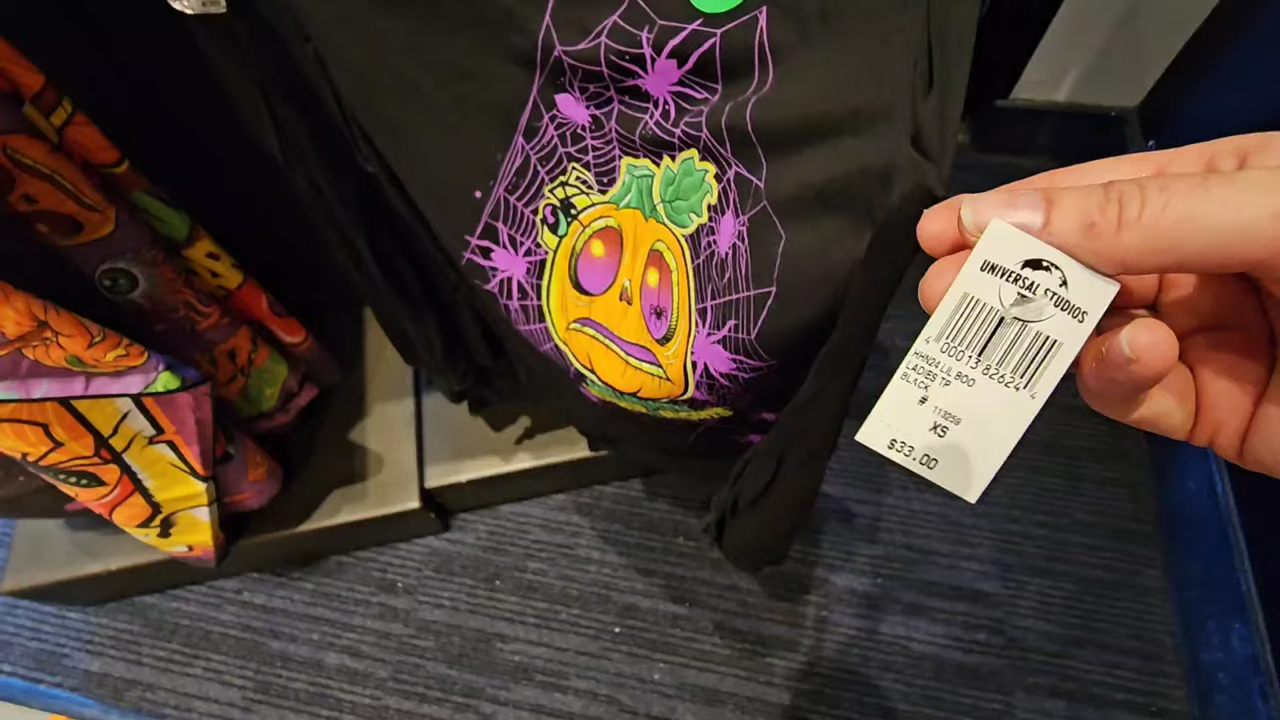 UNIVERSAL STUDIOS
4 00013 82624 4
HHN24 LIL BOO
LADIES TP
BLACK
# 113259
XS
$33.00